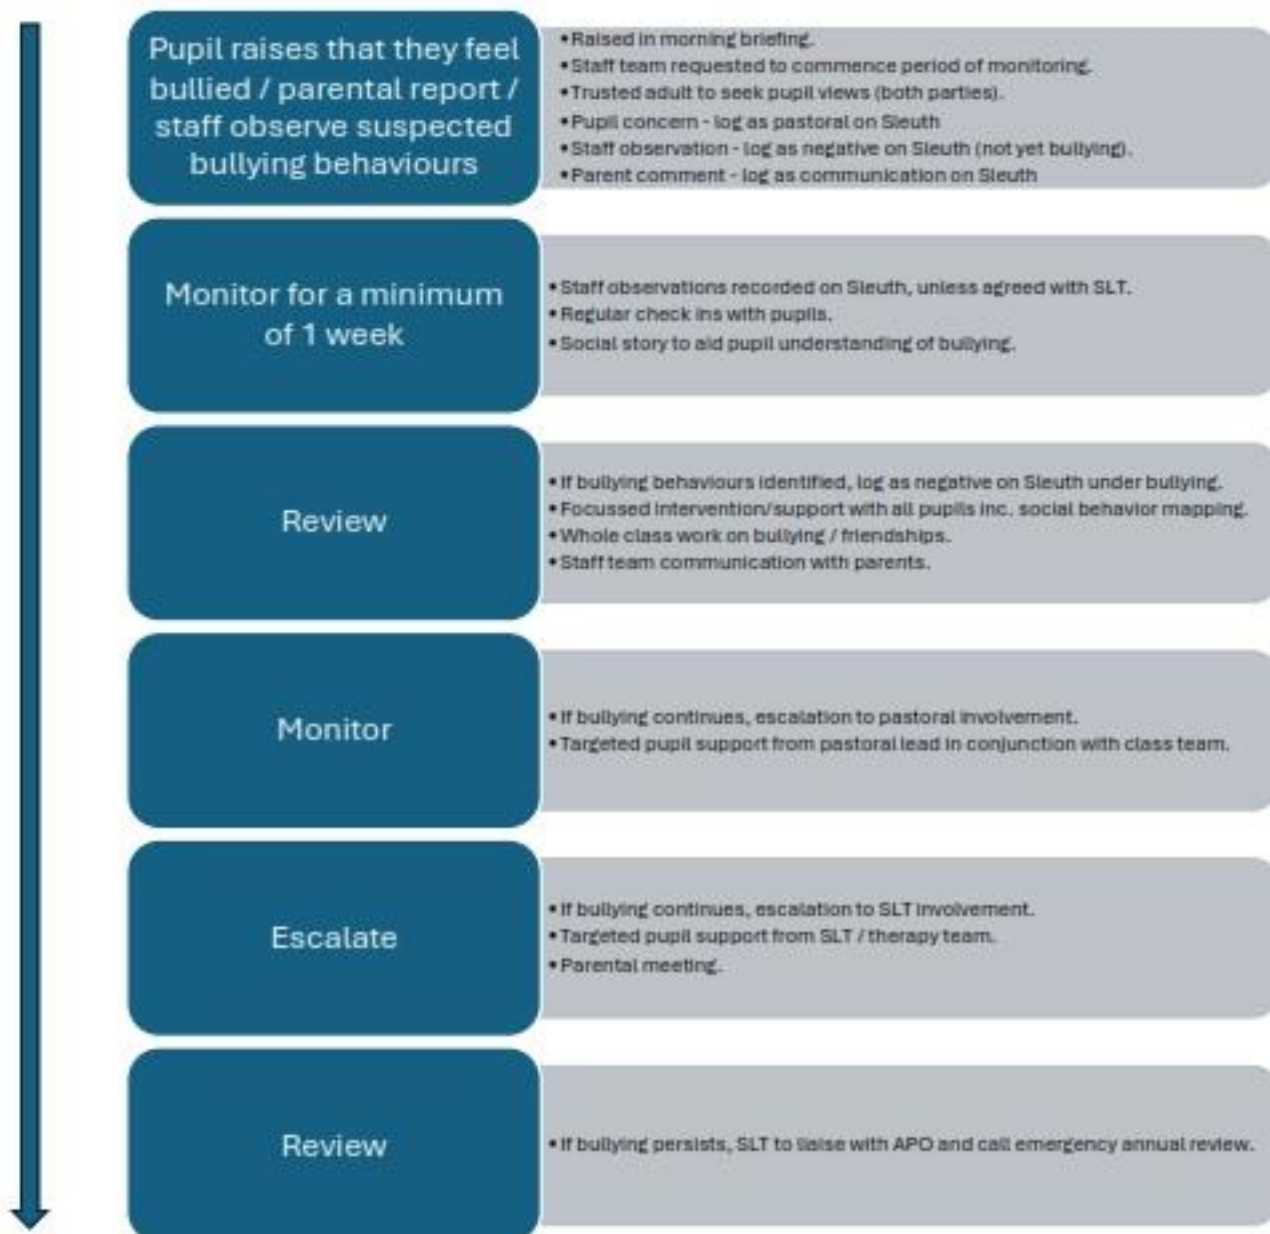 Pupil raises that they feel
bullied / parental report /
staff observe suspected
bullying behaviours
•Raised in morning briefing.
•Staff team requested to commence period of monitoring.
•Trusted adult to seek pupil views (both parties).
•Pupil concern - log as pastoral on Sleuth
•Staff observation - log as negative on Sleuth (not yet bullying).
•Parent comment - log as communication on Sleuth
Monitor for a minimum
of 1 week
•Staff observations recorded on Sleuth, unless agreed with SLT.
•Regular check ins with pupils.
•Social story to aid pupil understanding of bullying.
Review
•If bullying behaviours identified, log as negative on Sleuth under bullying.
•Focussed intervention/support with all pupils inc. social behavior mapping.
•Whole class work on bullying / friendships.
•Staff team communication with parents.
Monitor
•If bullying continues, escalation to pastoral involvement.
•Targeted pupil support from pastoral lead in conjunction with class team.
Escalate
•If bullying continues, escalation to SLT involvement.
•Targeted pupil support from SLT / therapy team.
•Parental meeting.
Review
•If bullying persists, SLT to liaise with APO and call emergency annual review.